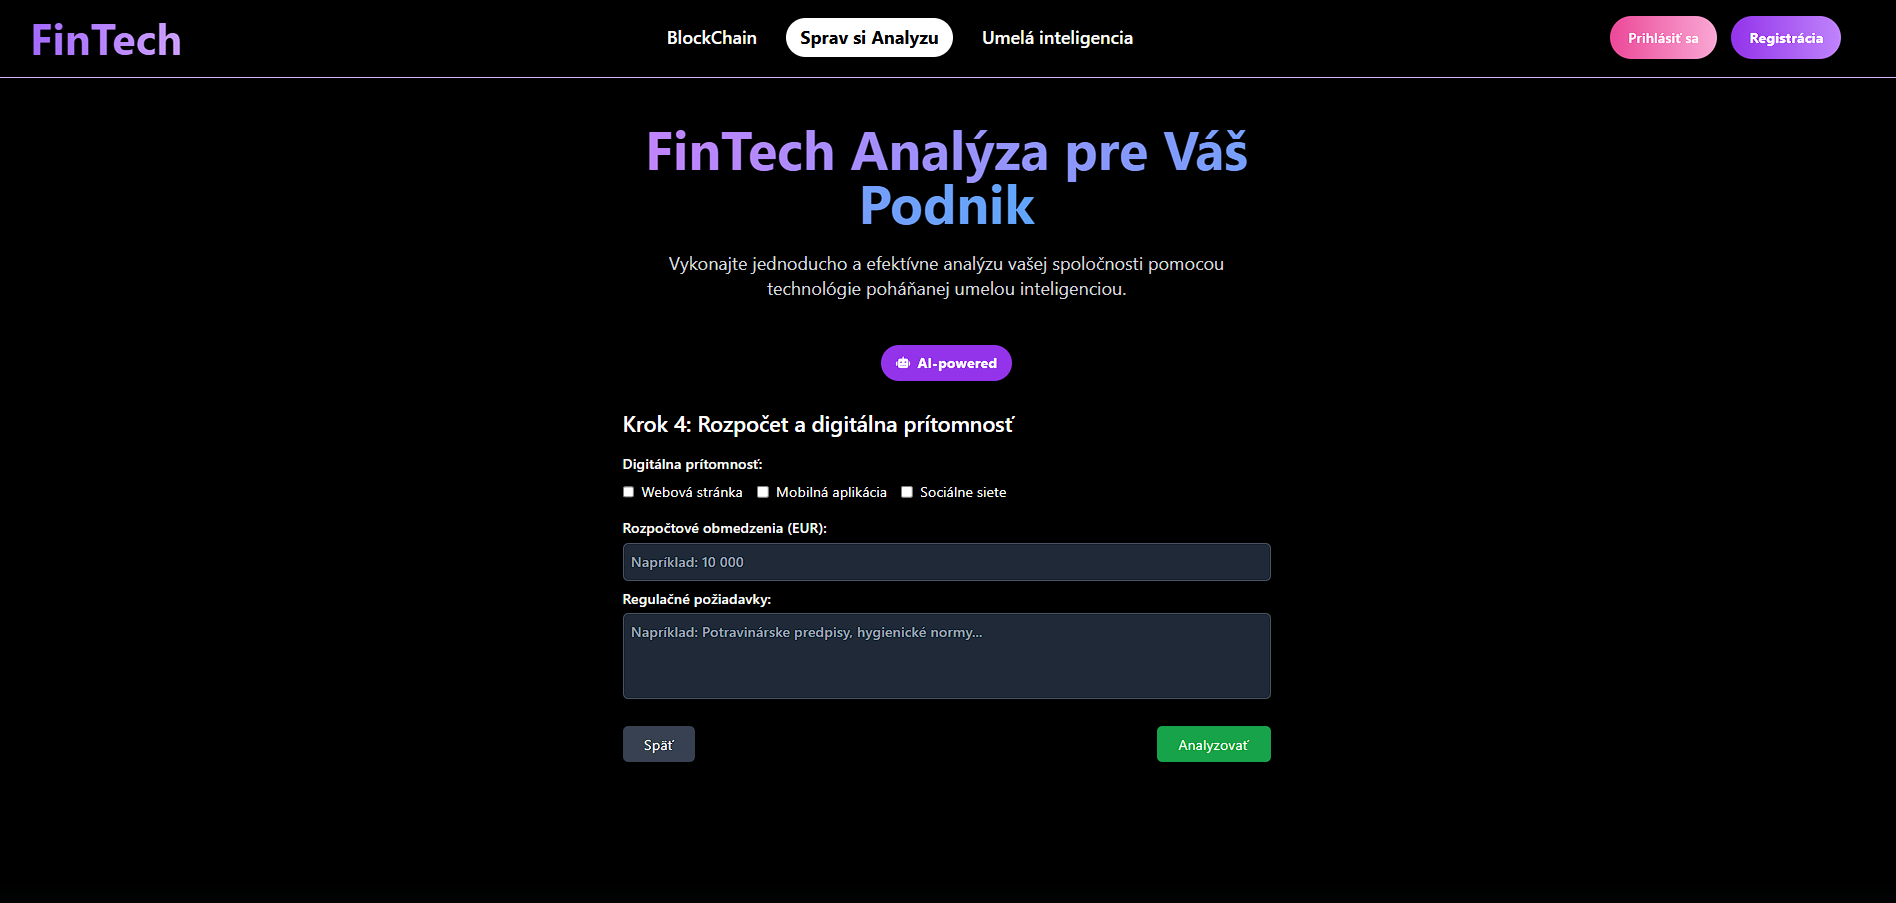 FinTech
BlockChain
Sprav si Analyzu
Umelá inteligencia
Prihlásiť sa
Registrácia
FinTech Analýza pre Váš
Podnik
Vykonajte jednoducho a efektívne analýzu vašej spoločnosti pomocou
technológie poháňanej umelou inteligenciou.
AI-powered
Krok 4: Rozpočet a digitálna prítomnosť
Digitálna prítomnosť:
Webová stránka
Mobilná aplikácia
Sociálne siete
Rozpočtové obmedzenia (EUR):
Napríklad: 10 000
Regulačné požiadavky:
Napríklad: Potravinárske predpisy, hygienické normy...
Späť
Analyzovať